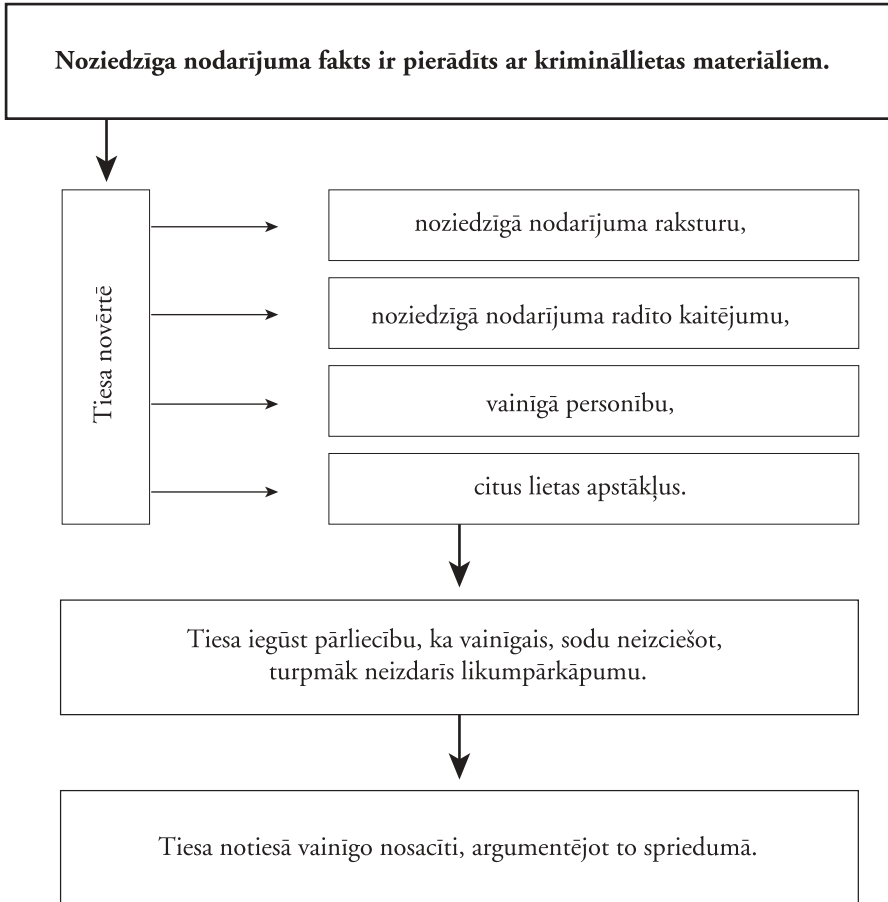 Noziedzīga nodarījuma fakts ir pierādīts ar krimināllietas materiāliem.
Tiesa novērtē
noziedzīgā nodarījuma raksturu,
noziedzīgā nodarījuma radīto kaitējumu,
vainīgā personību,
citus lietas apstākļus.
Tiesa iegūst pārliecību, ka vainīgais, sodu neizciešot,
turpmāk neizdarīs likumpārkāpumu.
Tiesa notiesā vainīgo nosacīti, argumentējot to spriedumā.